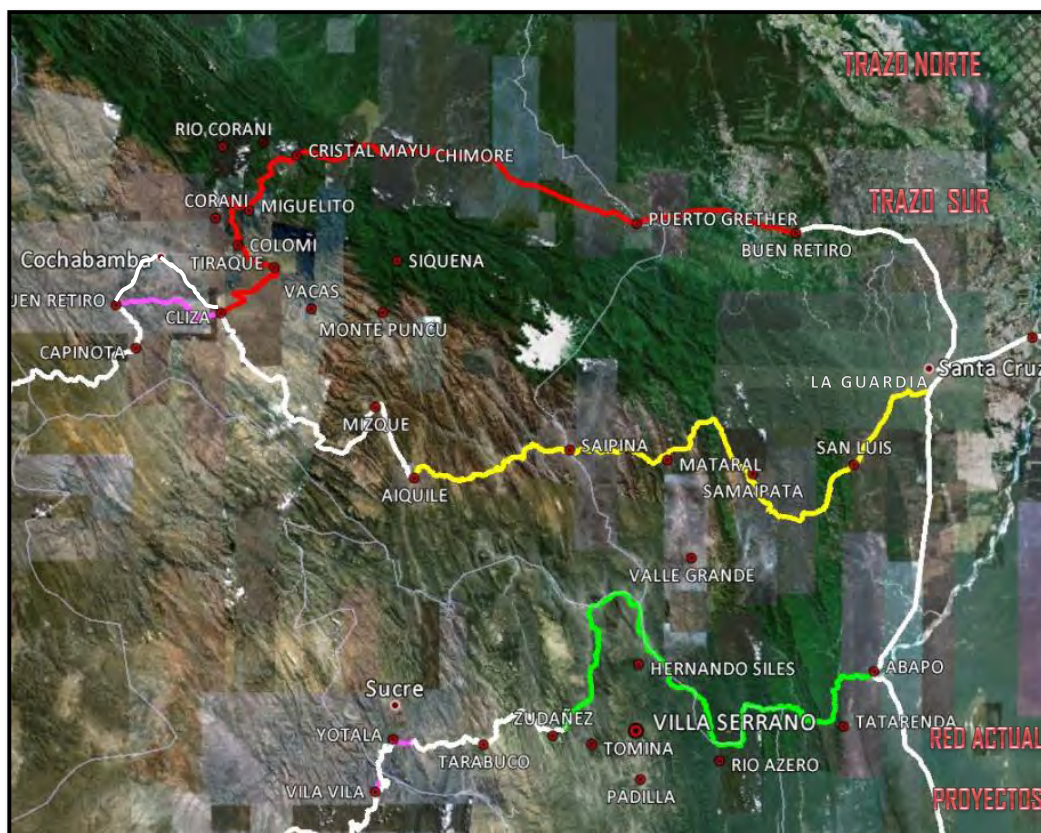 TRAZO NORTE
RIO CORANI
CRISTAL MAYU
CHIMORE
CORANI
MIGUELITO
TRAZO SUR
PUERTO GRETHER
BUEN RETIRO
COLOMI
Cochabamba
TIRAQUE
SIQUENA
UEN RETIRO
VACAS
CLIZA
MONTE PUNCU
CAPINOTA
Santa Cruz
LA GUARDIA
MIZQUE
SAIPINA
SAN LUIS
MATARAL
AIQUILE
SAMAIPATA
VALLE GRANDE
HERNANDO SILES
ABAPO
Sucre
ZUDAÑEZ
VILLA SERRANO
TATARENDA
YOTALA
TARABUCO
TOMINA
RED ACTUAL
RIO AZERO
VILA VILA
PADILLA
PROYECTOS